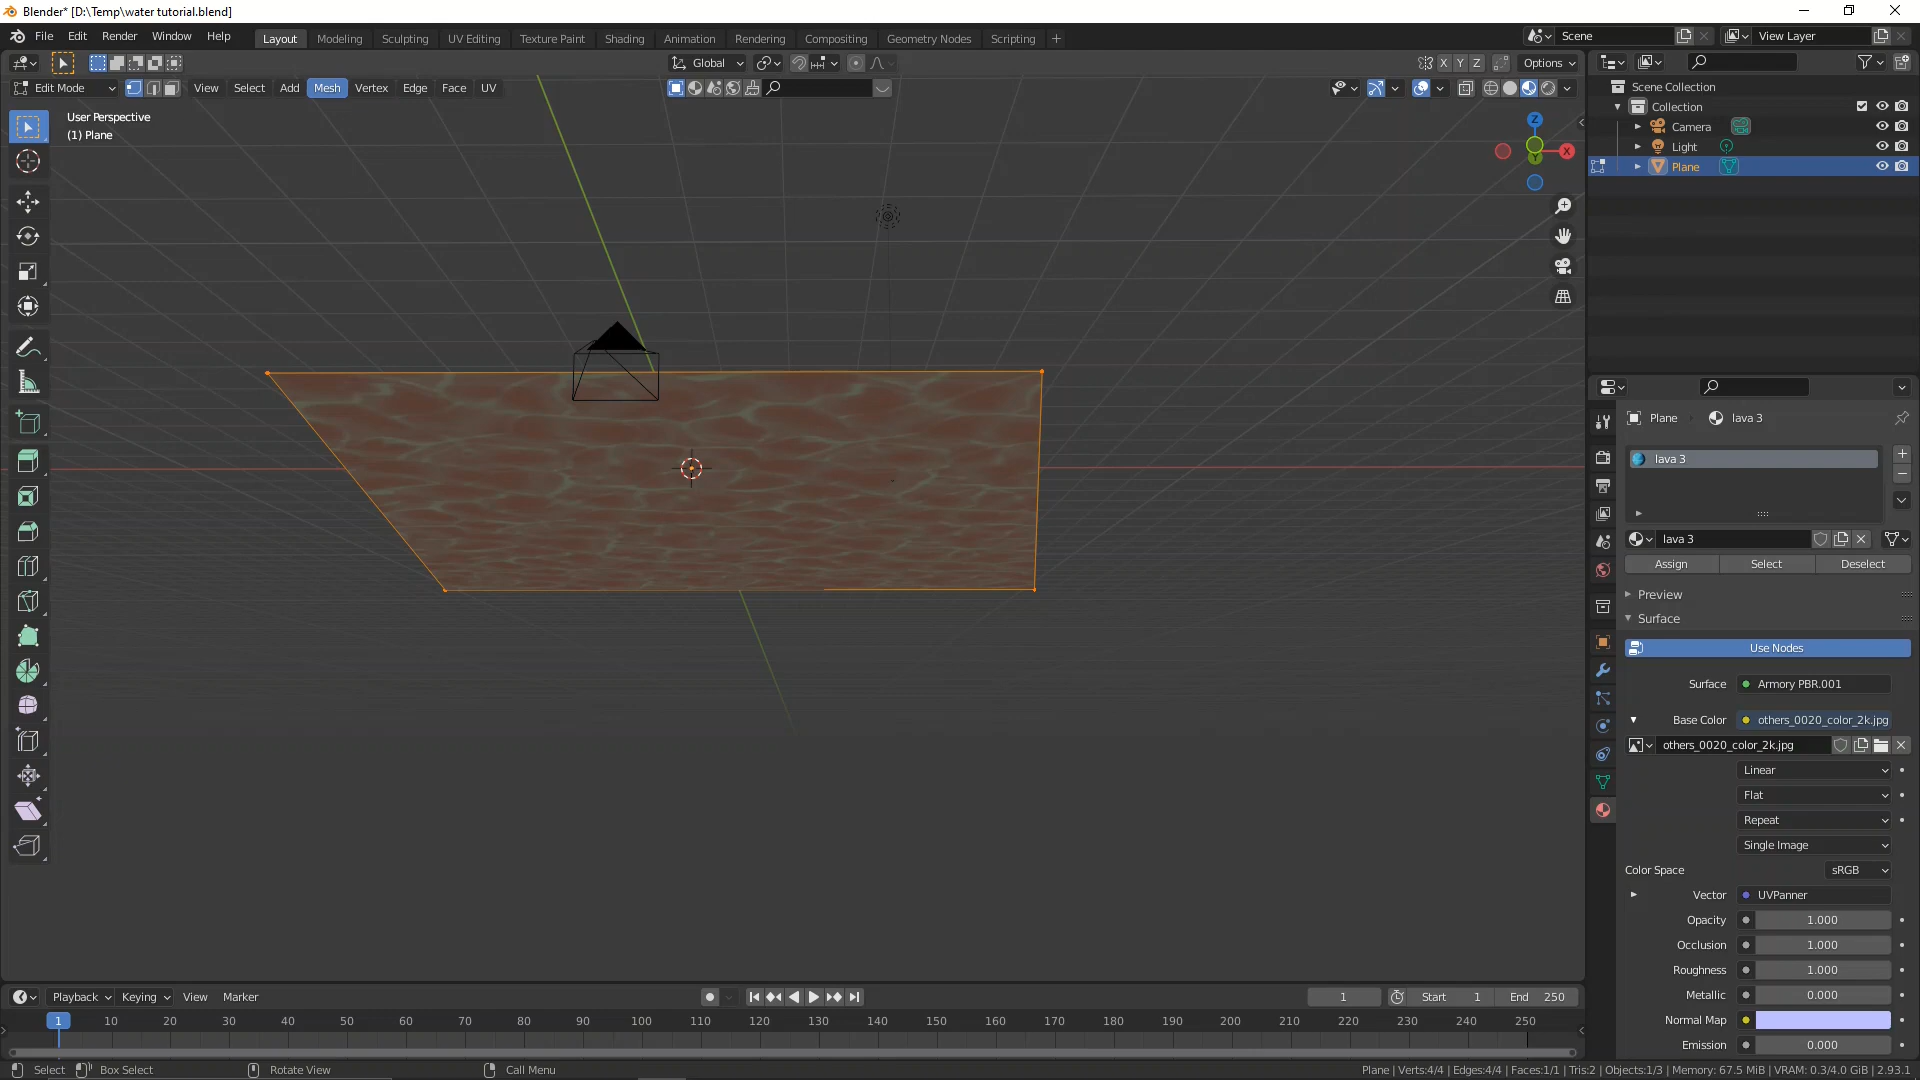 Blender* [D:\Temp\water tutorial.blend]
File Edit Render Window Help Layout Modeling Sculpting UV Editing Texture Paint Shading Animation Rendering Compositing Geometry Nodes Scripting + Scene View Layer
Global X Y Z Options
Edit Mode View Select Add Mesh Vertex Edge Face UV
User Perspective
(1) Plane
Z
X
Y
Scene Collection
Collection
Camera
Light
Plane
Plane lava 3
lava 3
lava 3
Assign Select Deselect
Preview
Surface
Use Nodes
Surface Armory PBR.001
Base Color others_0020_color_2k.jpg
others_0020_color_2k.jpg
Linear
Flat
Repeat
Single Image
Color Space sRGB
Vector UVPanner
Opacity 1.000
Occlusion 1.000
Roughness 1.000
Metallic 0.000
Normal Map
Emission 0.000
Playback Keying View Marker 1 Start 1 End 250
1 10 20 30 40 50 60 70 80 90 100 110 120 130 140 150 160 170 180 190 200 210 220 230 240 250
Select Box Select Rotate View Call Menu Plane | Verts:4/4 | Edges:4/4 | Faces:1/1 | Tris:2 | Objects:1/3 | Memory: 67.5 MiB | VRAM: 0.3/4.0 GiB | 2.93.1